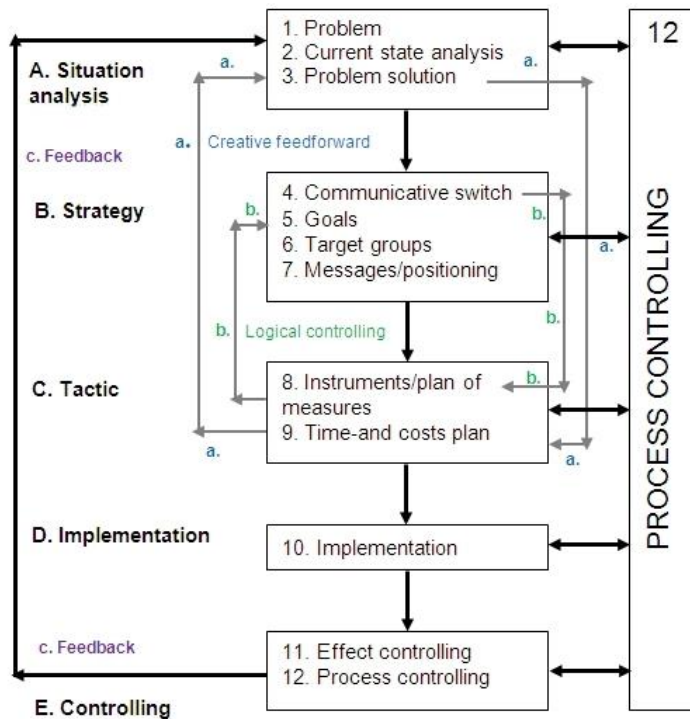 12
1. Problem
2. Current state analysis
3. Problem solution
a.
a.
A. Situation
analysis
a. Creative feedforward
c. Feedback
4. Communicative switch
5. Goals
6. Target groups
7. Messages/positioning
B. Strategy
b.
b.
a.
b. Logical controlling
b.
8. Instruments/plan of
measures
9. Time-and costs plan
C. Tactic
b.
a.
a.
PROCESS CONTROLLING
D. Implementation
10. Implementation
c. Feedback
11. Effect controlling
12. Process controlling
E. Controlling